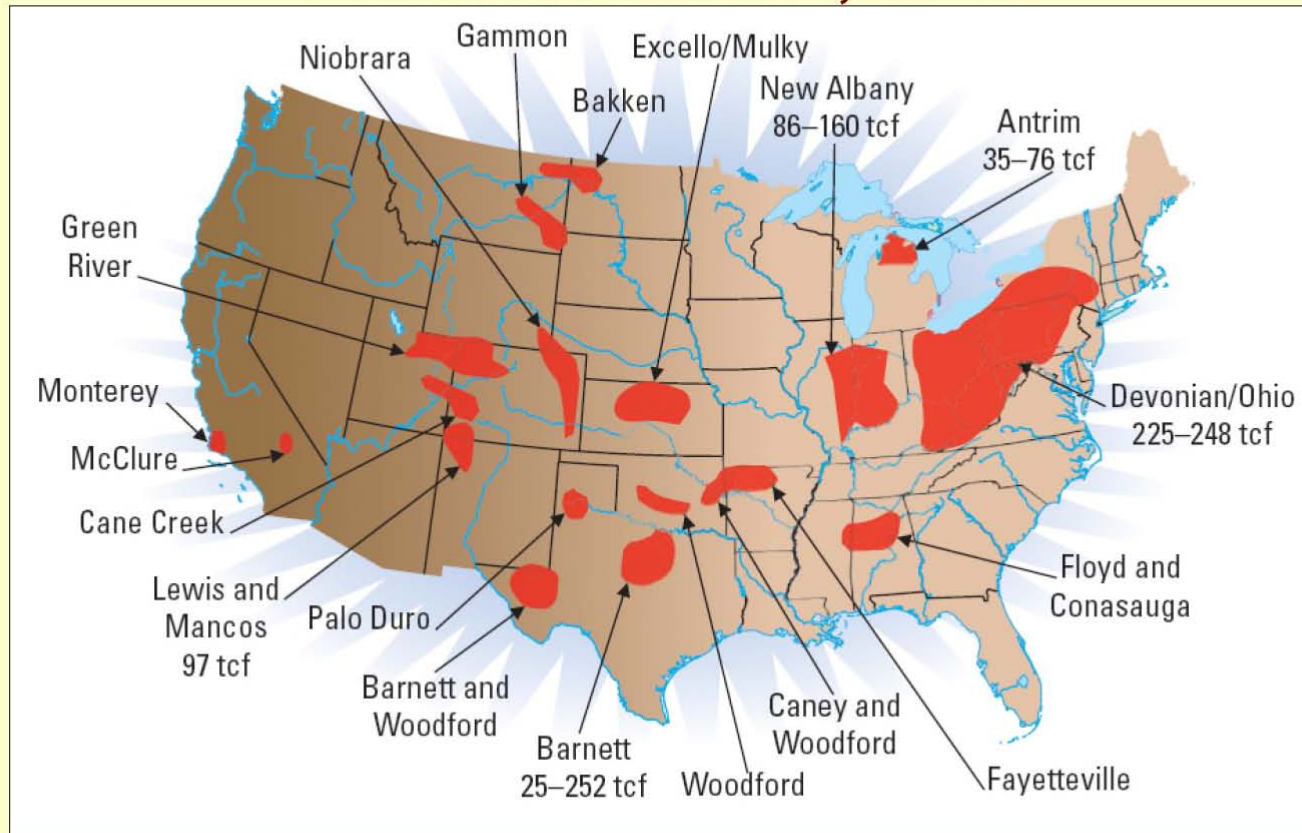 Gammon
Niobrara
Excello/Mulky
Bakken
New Albany
86–160 tcf
Antrim
35–76 tcf
Green
River
Monterey
McClure
Cane Creek
Devonian/Ohio
225–248 tcf
Lewis and
Mancos
97 tcf
Palo Duro
Barnett and
Woodford
Barnett
25–252 tcf
Woodford
Caney and
Woodford
Floyd and
Conasauga
Fayetteville